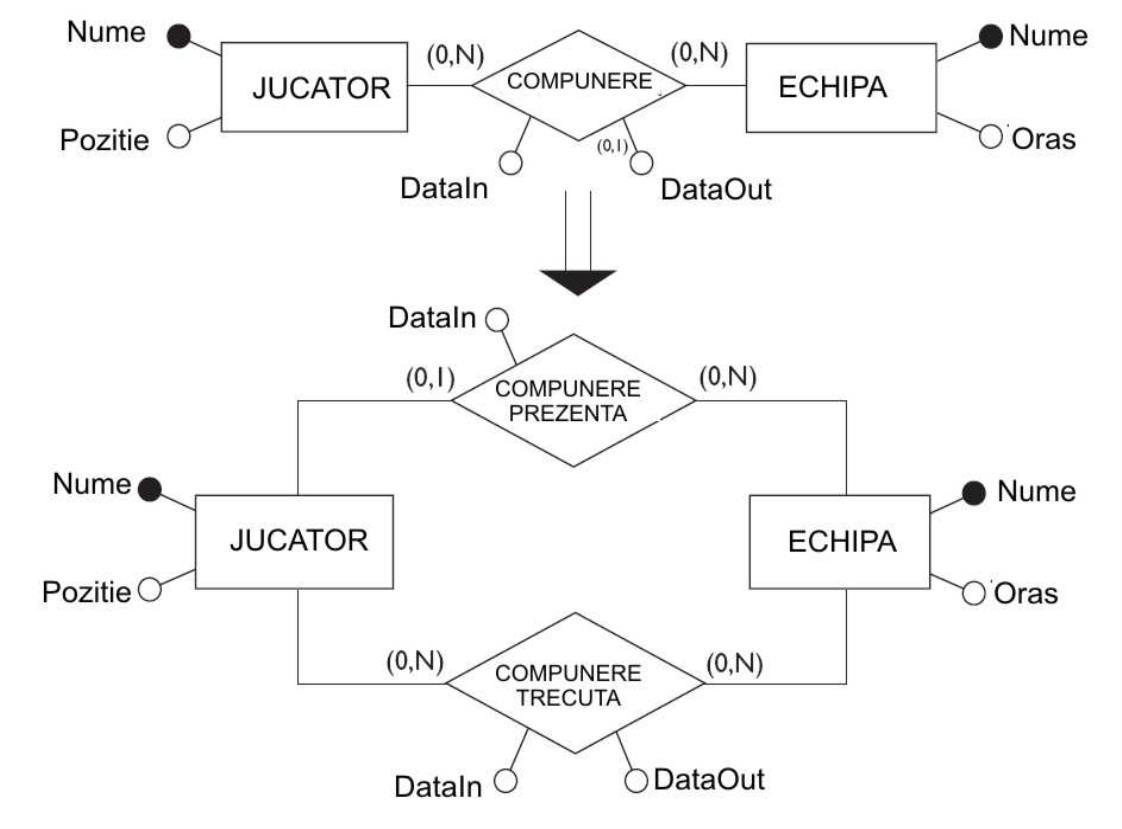 Nume
Nume
(0,N)
(0,N)
JUCATOR
COMPUNERE
ECHIPA
Pozitie
Oras
(0,1)
DataIn
DataOut
DataIn
(0,1)
(0,N)
COMPUNERE
PREZENTA
Nume
Nume
JUCATOR
ECHIPA
Pozitie
Oras
(0,N)
(0,N)
COMPUNERE
TRECUTA
DataIn
DataOut